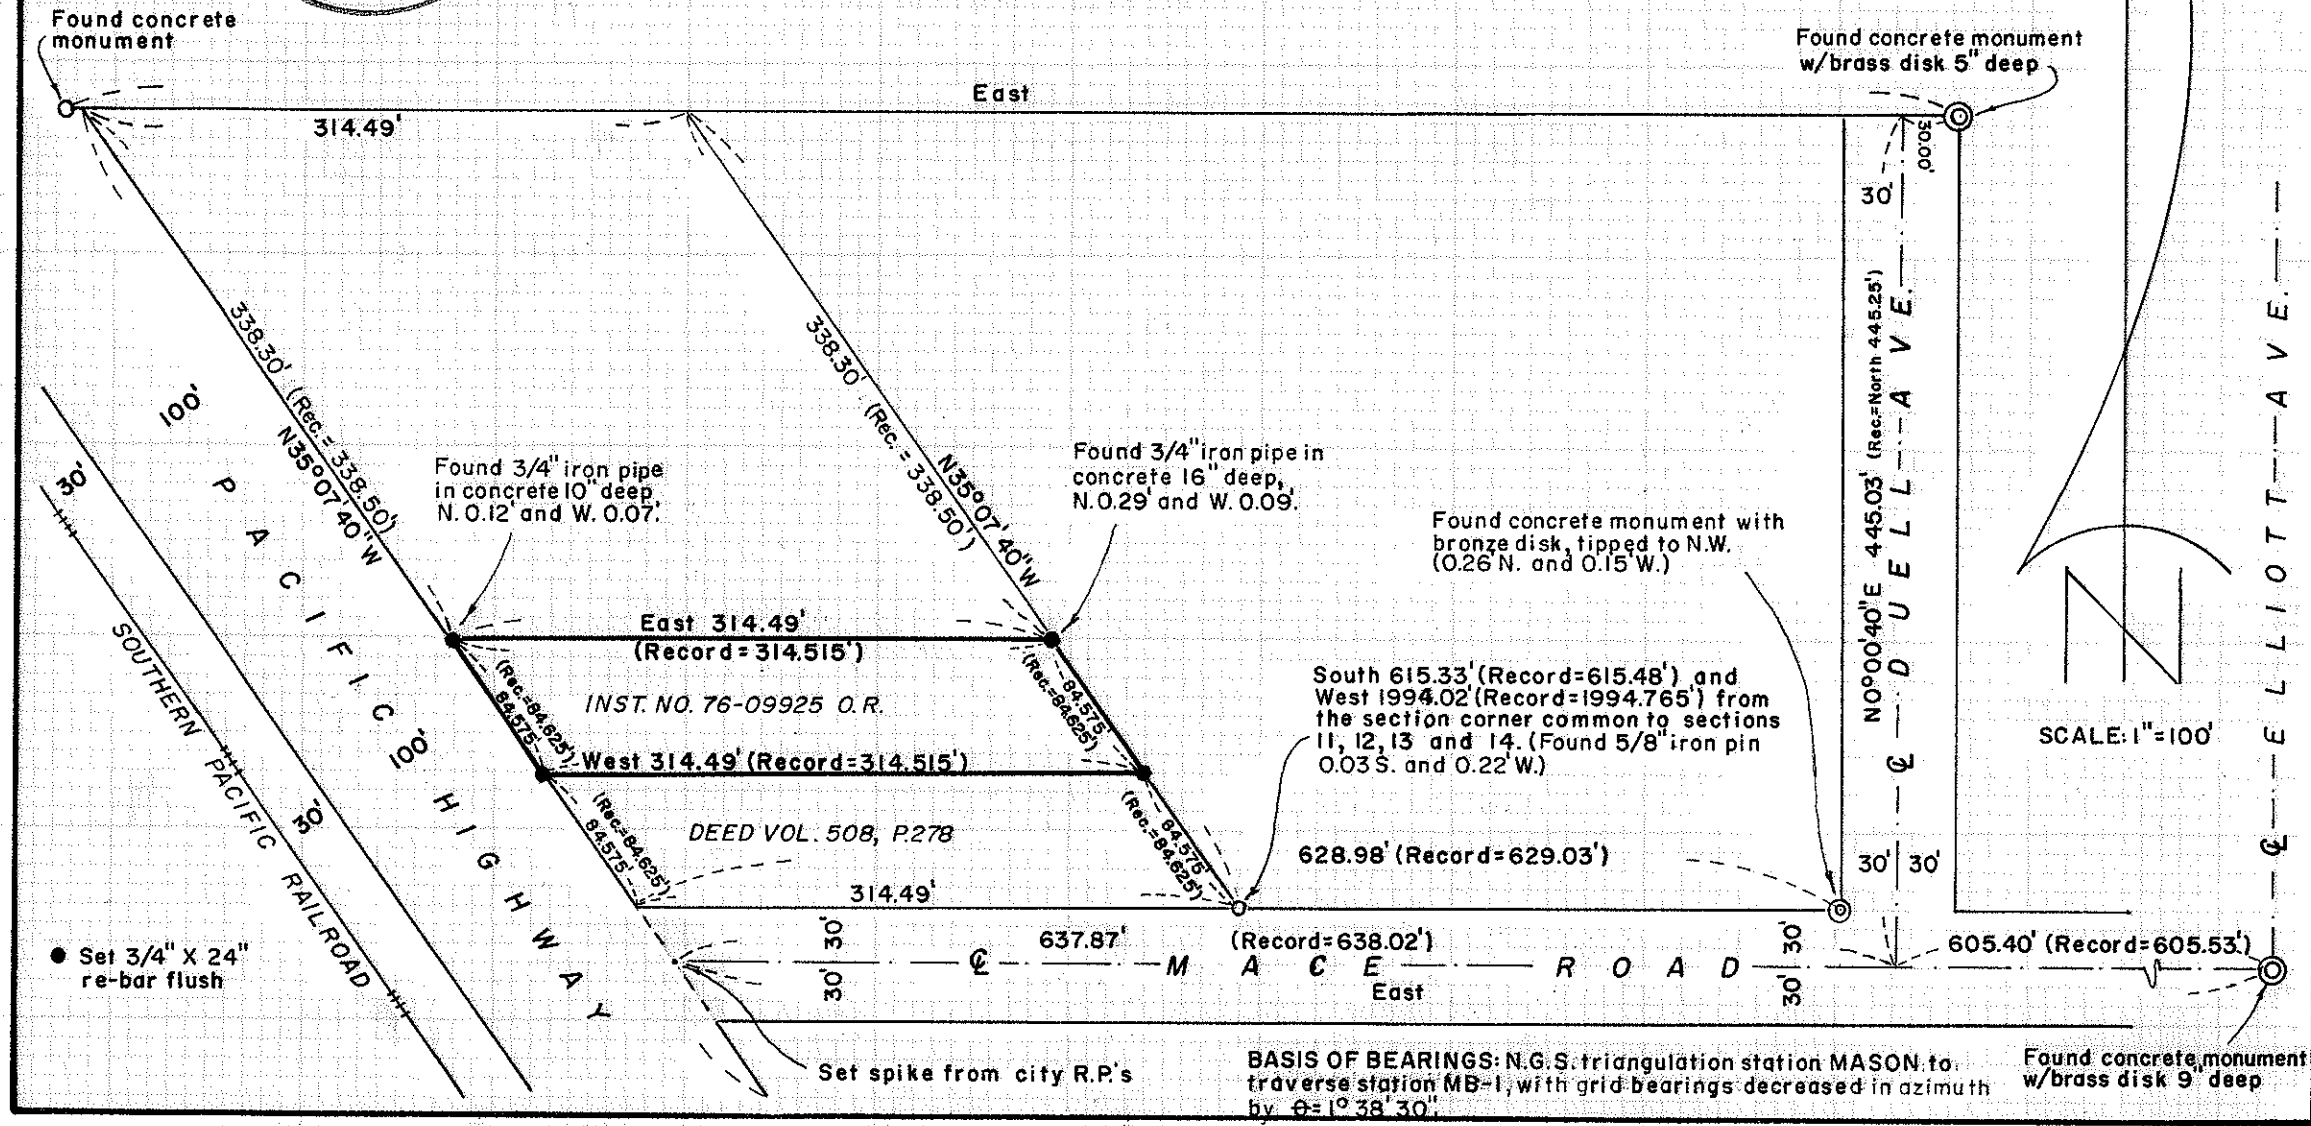 Found concrete
monument
Found concrete monument
w/brass disk 5" deep
East
314.49'
30.00'
30'
338.30' (Rec.=338.50')
N35°07'40"W
338.30' (Rec.=338.50')
N35°07'40"W
N0°00'40"E 445.03' (Rec.=North 445.25')
℄ DUELL AVE.
℄ ELLIOTT AVE.
100'
30'
PACIFIC HIGHWAY
100'
30'
SOUTHERN PACIFIC RAILROAD
Found 3/4" iron pipe
in concrete 10" deep,
N. 0.12' and W. 0.07'.
Found 3/4" iron pipe in
concrete 16" deep,
N. 0.29' and W. 0.09'.
Found concrete monument with
bronze disk, tipped to N.W.
(0.26'N. and 0.15'W.)
N
SCALE: 1"=100'
East 314.49'
(Record=314.515')
(Rec.=84.625')
84.575'
84.575'
(Rec.=84.625')
INST. NO. 76-09925 O.R.
West 314.49' (Record=314.515')
South 615.33' (Record=615.48') and
West 1994.02' (Record=1994.765') from
the section corner common to sections
11, 12, 13 and 14. (Found 5/8" iron pin
0.03'S. and 0.22'W.)
(Rec.=84.625')
84.575'
84.575'
(Rec.=84.625')
DEED VOL. 508, P.278
628.98' (Record=629.03')
30' 30'
314.49'
● Set 3/4" X 24"
re-bar flush
30'
30'
637.87' (Record=638.02')
30'
30'
605.40' (Record=605.53')
℄ MACE ROAD
East
Set spike from city R.P.'s
BASIS OF BEARINGS: N.G.S. triangulation station MASON to
traverse station MB-1, with grid bearings decreased in azimuth
by θ=1°38'30".
Found concrete monument
w/brass disk 9" deep